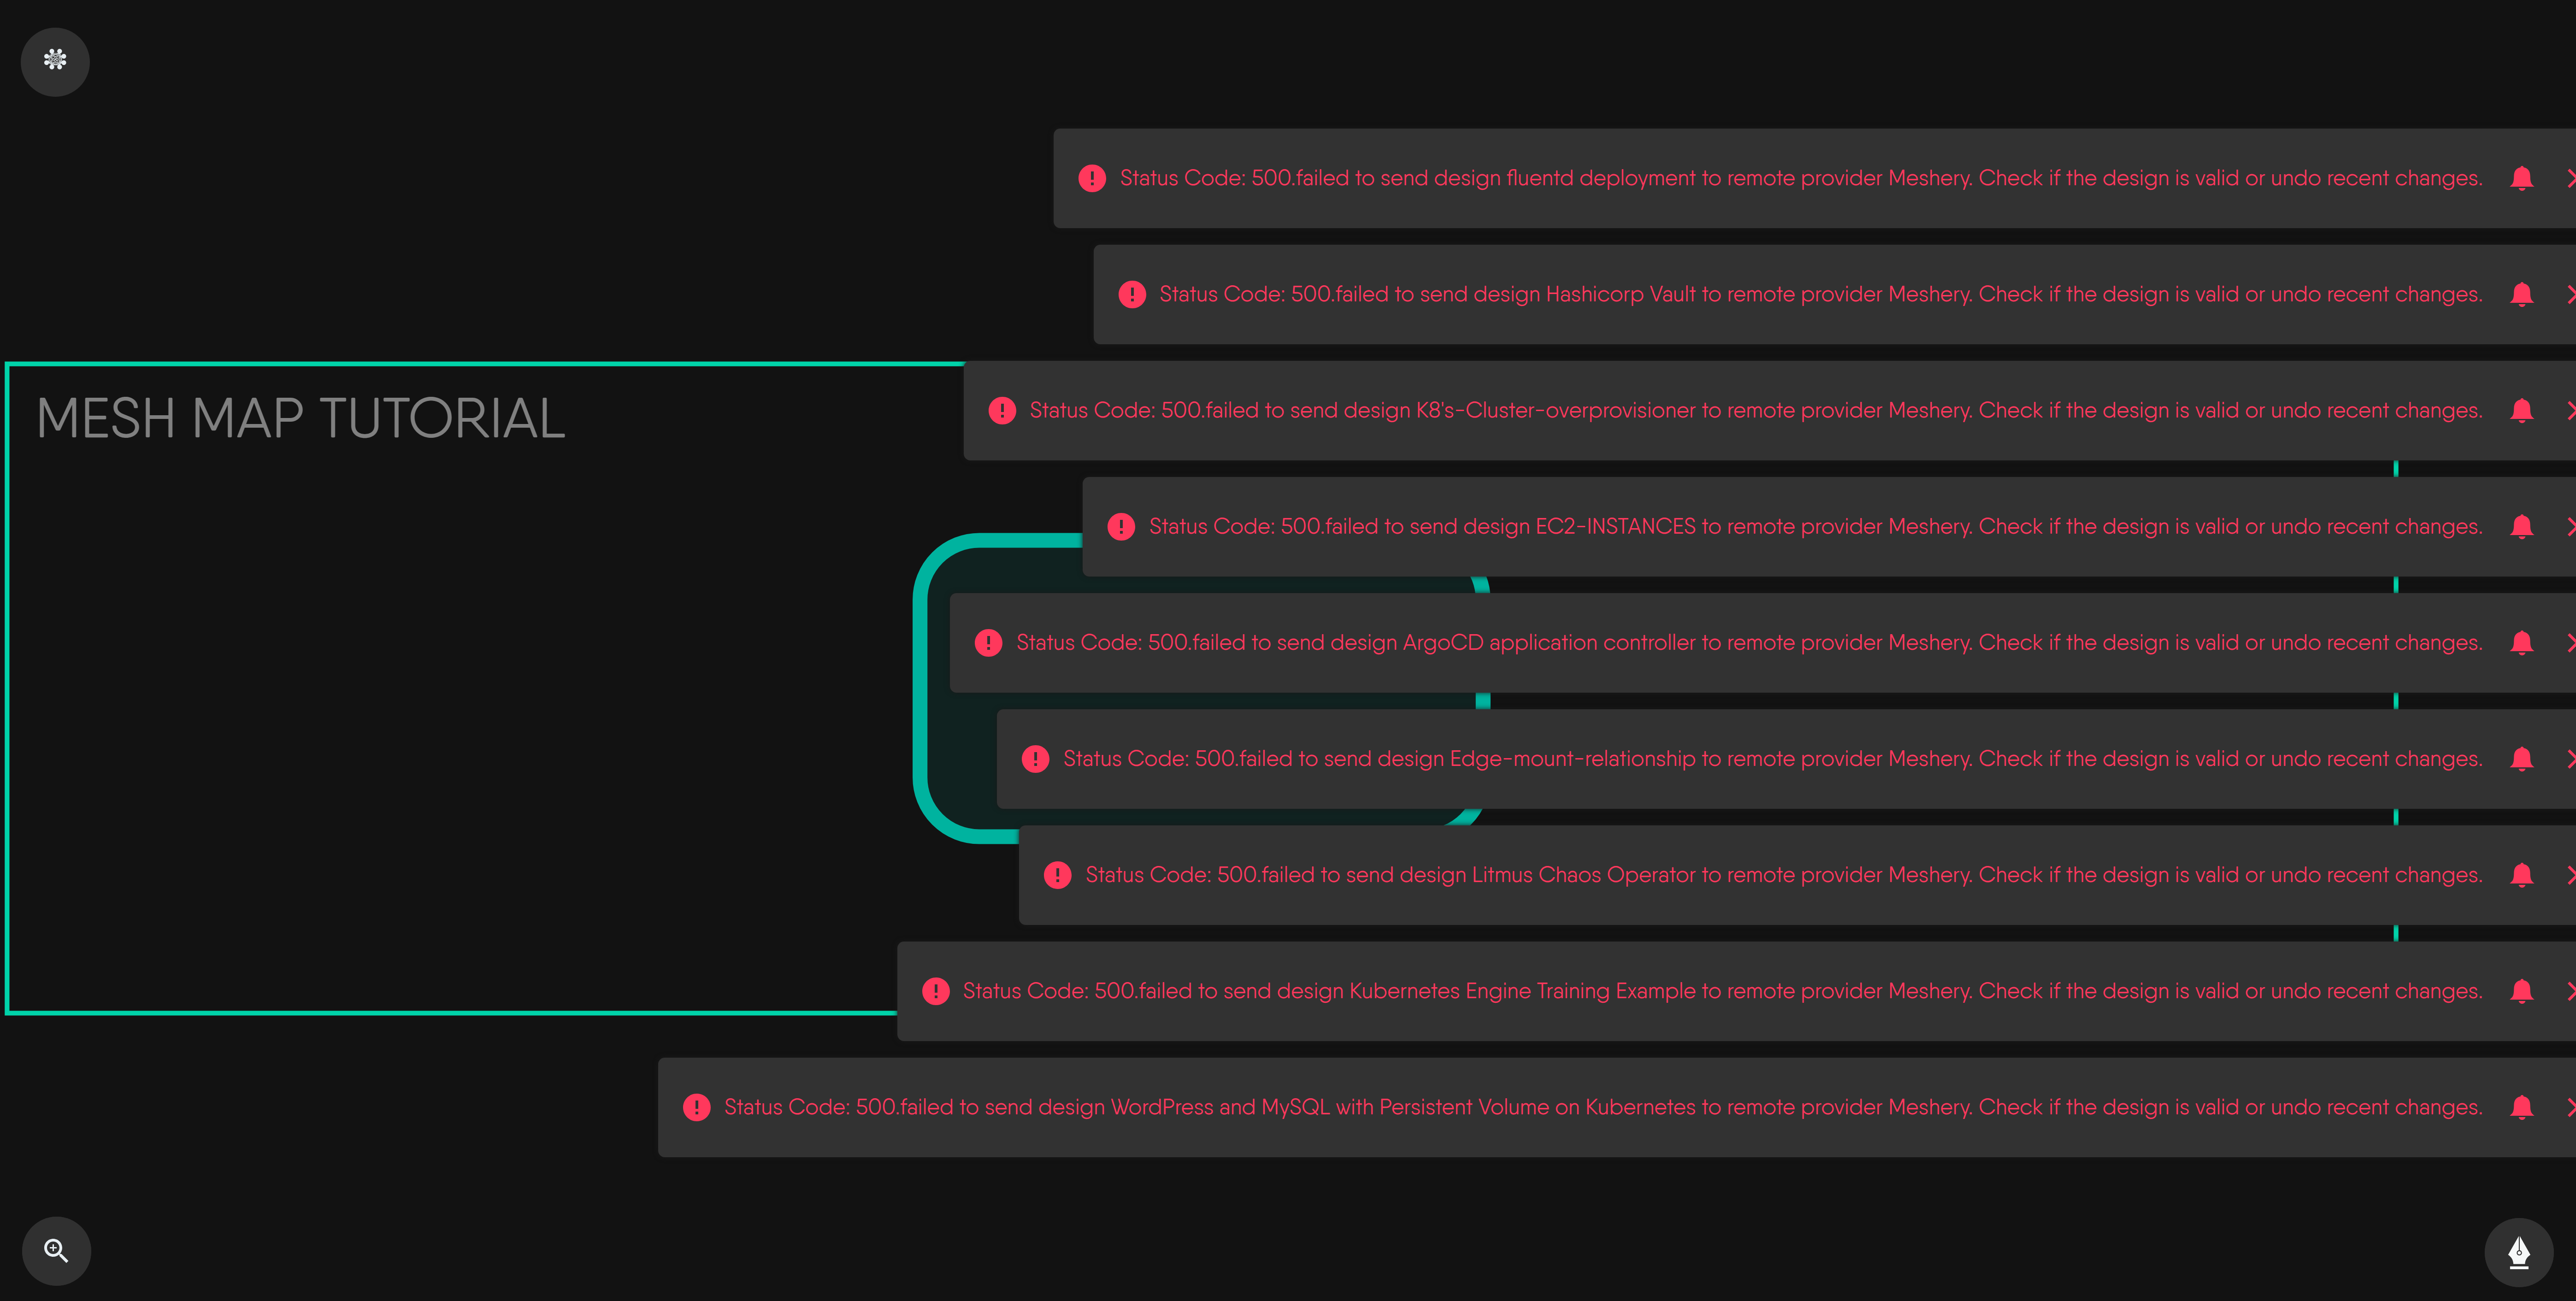 Status Code: 500.failed to send design fluentd deployment to remote provider Meshery. Check if the design is valid or undo recent changes.
Status Code: 500.failed to send design Hashicorp Vault to remote provider Meshery. Check if the design is valid or undo recent changes.
MESH MAP TUTORIAL
Status Code: 500.failed to send design K8's-Cluster-overprovisioner to remote provider Meshery. Check if the design is valid or undo recent changes.
Status Code: 500.failed to send design EC2-INSTANCES to remote provider Meshery. Check if the design is valid or undo recent changes.
Status Code: 500.failed to send design ArgoCD application controller to remote provider Meshery. Check if the design is valid or undo recent changes.
Status Code: 500.failed to send design Edge-mount-relationship to remote provider Meshery. Check if the design is valid or undo recent changes.
Status Code: 500.failed to send design Litmus Chaos Operator to remote provider Meshery. Check if the design is valid or undo recent changes.
Status Code: 500.failed to send design Kubernetes Engine Training Example to remote provider Meshery. Check if the design is valid or undo recent changes.
Status Code: 500.failed to send design WordPress and MySQL with Persistent Volume on Kubernetes to remote provider Meshery. Check if the design is valid or undo recent changes.